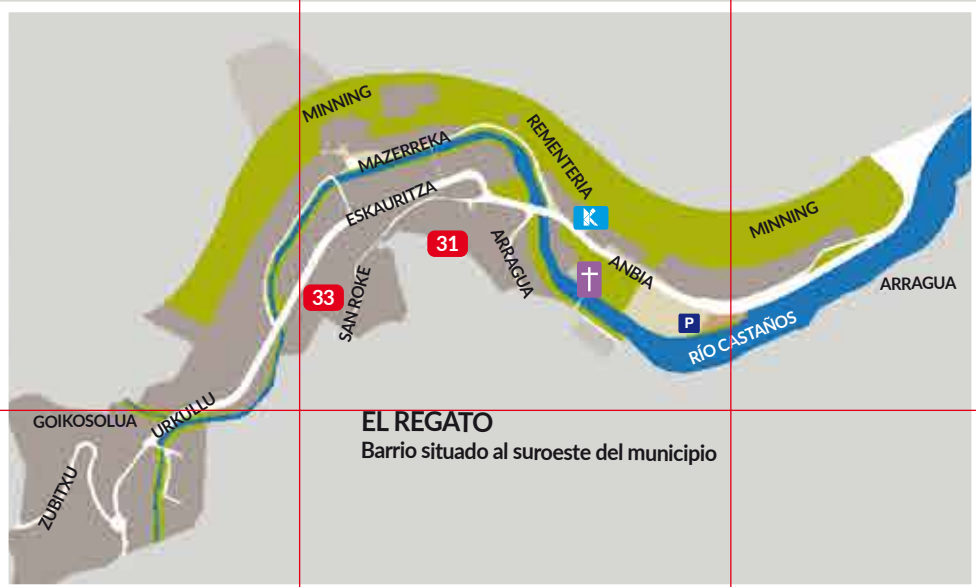 MINNING
REMENTERIA
MAZERREKA
ESKAURITZA
K
MINNING
31
ARRAGUA
ANBIA
ARRAGUA
33
SAN ROKE
P
RÍO CASTAÑOS
GOIKOSOLUA
URKULLU
EL REGATO
Barrio situado al suroeste del municipio
ZUBITXU